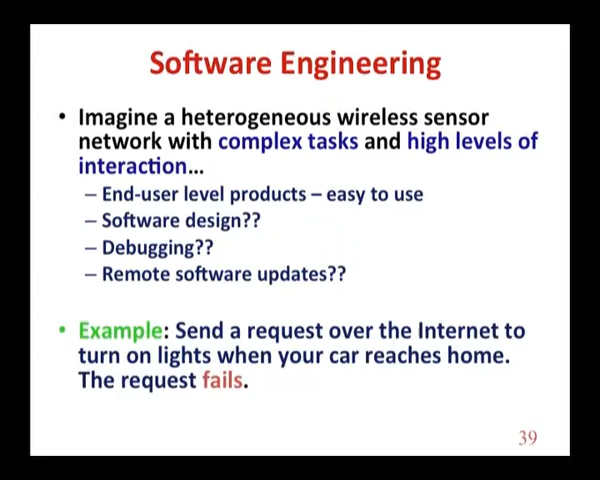 Software Engineering
• Imagine a heterogeneous wireless sensor
network with complex tasks and high levels of
interaction...
– End-user level products – easy to use
– Software design??
– Debugging??
– Remote software updates??
• Example: Send a request over the Internet to
turn on lights when your car reaches home.
The request fails.
39